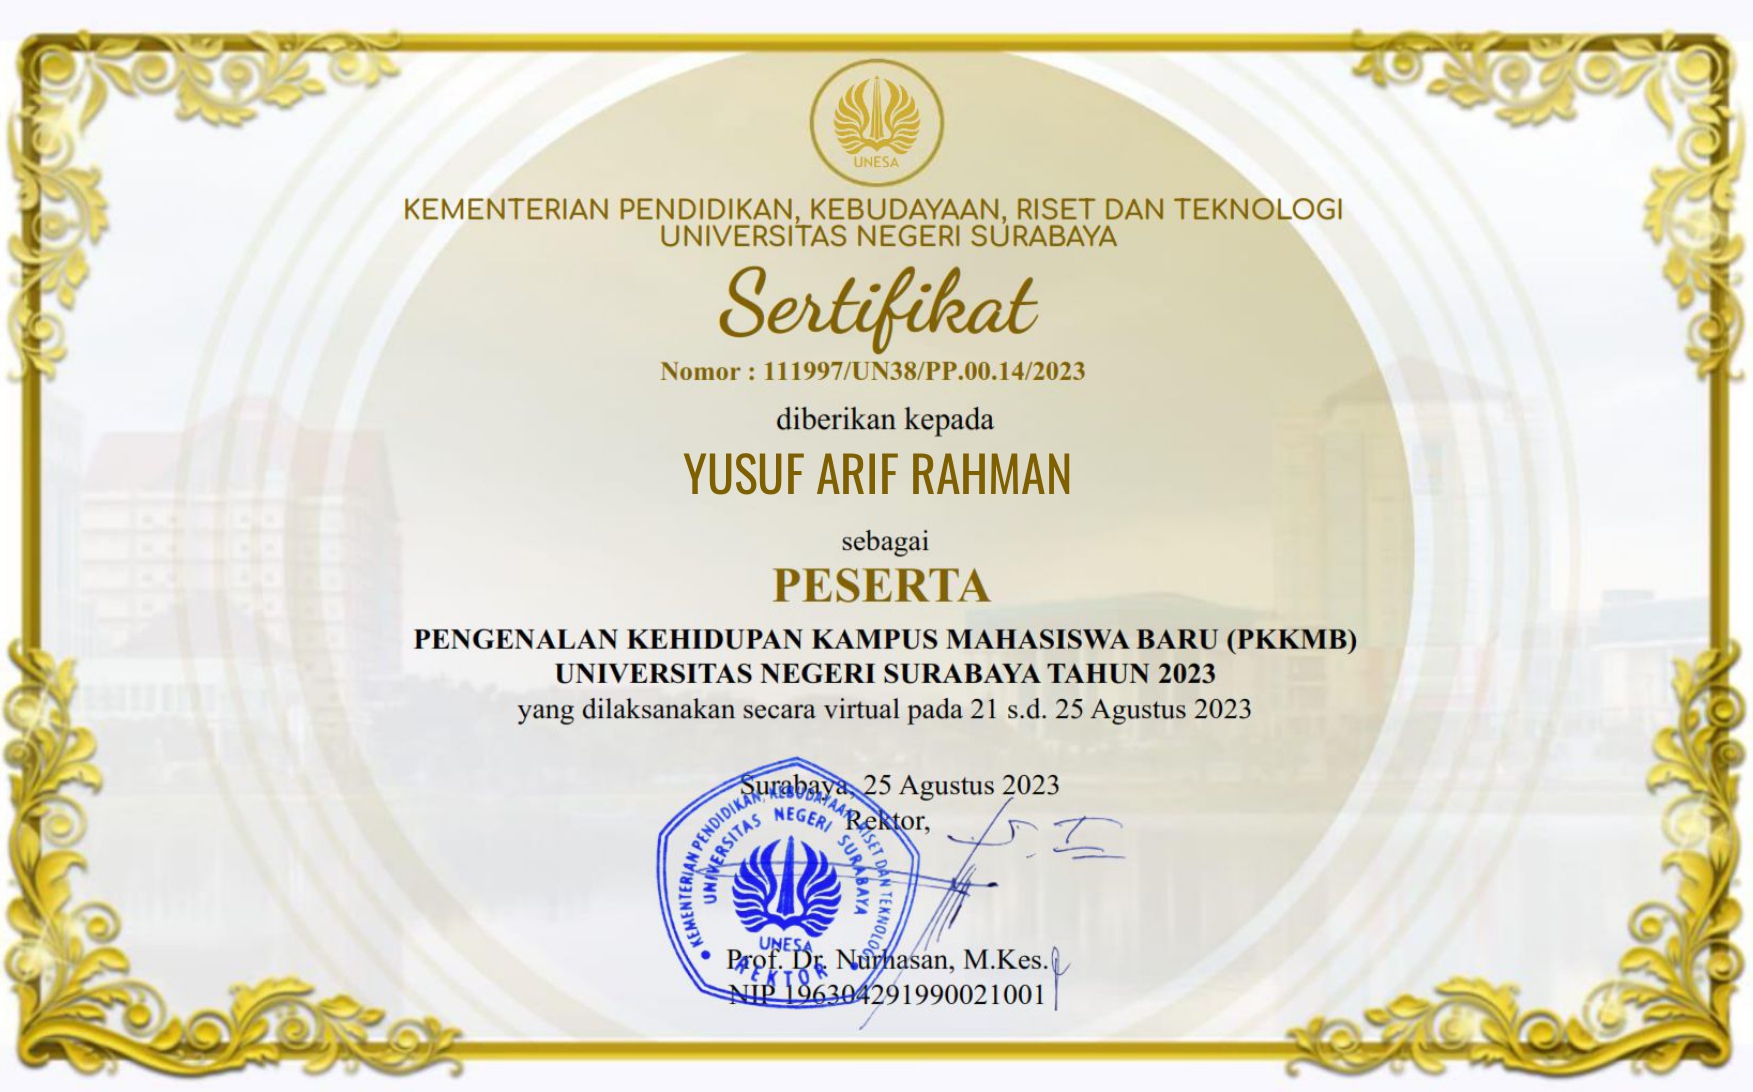 UNESA
KEMENTERIAN PENDIDIKAN, KEBUDAYAAN, RISET DAN TEKNOLOGI
UNIVERSITAS NEGERI SURABAYA
Sertifikat
Nomor : 111997/UN38/PP.00.14/2023
diberikan kepada
YUSUF ARIF RAHMAN
sebagai
PESERTA
PENGENALAN KEHIDUPAN KAMPUS MAHASISWA BARU (PKKMB)
UNIVERSITAS NEGERI SURABAYA TAHUN 2023
yang dilaksanakan secara virtual pada 21 s.d. 25 Agustus 2023
Surabaya, 25 Agustus 2023
Rektor,
KEMENTERIAN PENDIDIKAN, KEBUDAYAAN, RISET DAN TEKNOLOGI
UNIVERSITAS NEGERI SURABAYA
UNESA
REKTOR
Prof. Dr. Nurhasan, M.Kes.
NIP 196304291990021001